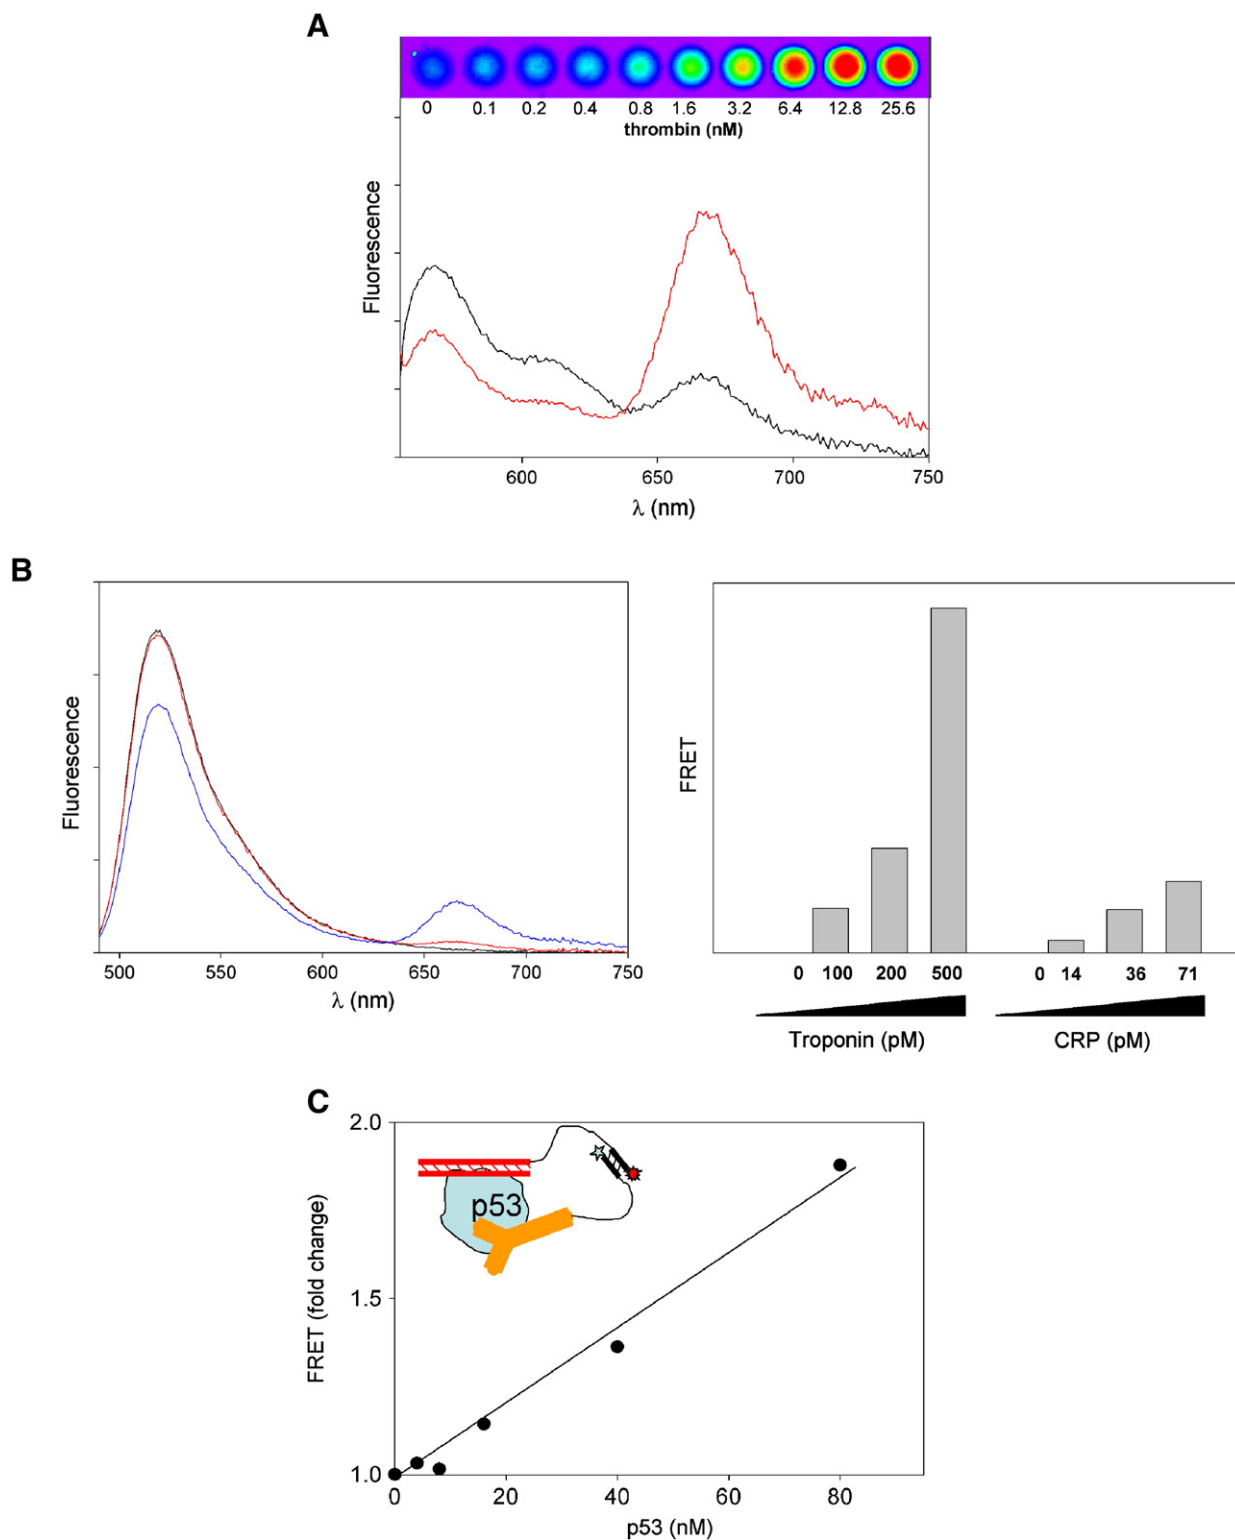 A
0 0.1 0.2 0.4 0.8 1.6 3.2 6.4 12.8 25.6
thrombin (nM)
Fluorescence
600 650 700 750
λ (nm)
B
Fluorescence
500 550 600 650 700 750
λ (nm)
FRET
0 100 200 500 0 14 36 71
Troponin (pM) CRP (pM)
C
2.0
1.5
1.0
FRET (fold change)
p53
0 20 40 60 80
p53 (nM)